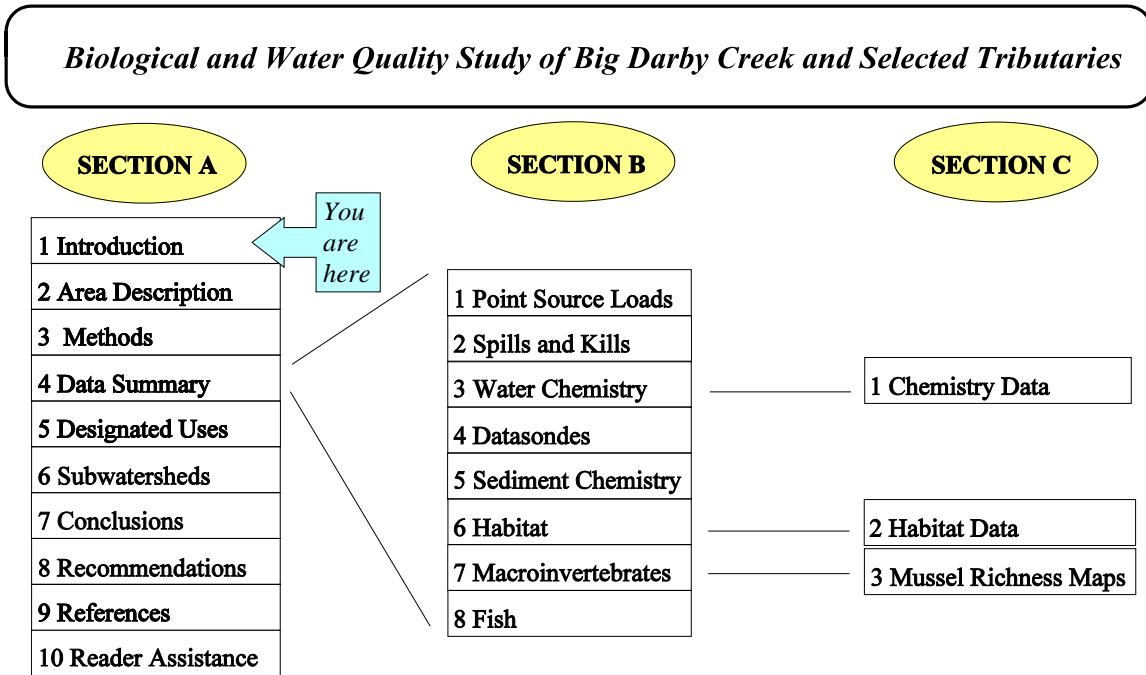 Biological and Water Quality Study of Big Darby Creek and Selected Tributaries
SECTION A
1 Introduction
You
are
here
2 Area Description
3 Methods
4 Data Summary
5 Designated Uses
6 Subwatersheds
7 Conclusions
8 Recommendations
9 References
10 Reader Assistance
SECTION B
1 Point Source Loads
2 Spills and Kills
3 Water Chemistry
4 Datasondes
5 Sediment Chemistry
6 Habitat
7 Macroinvertebrates
8 Fish
SECTION C
1 Chemistry Data
2 Habitat Data
3 Mussel Richness Maps